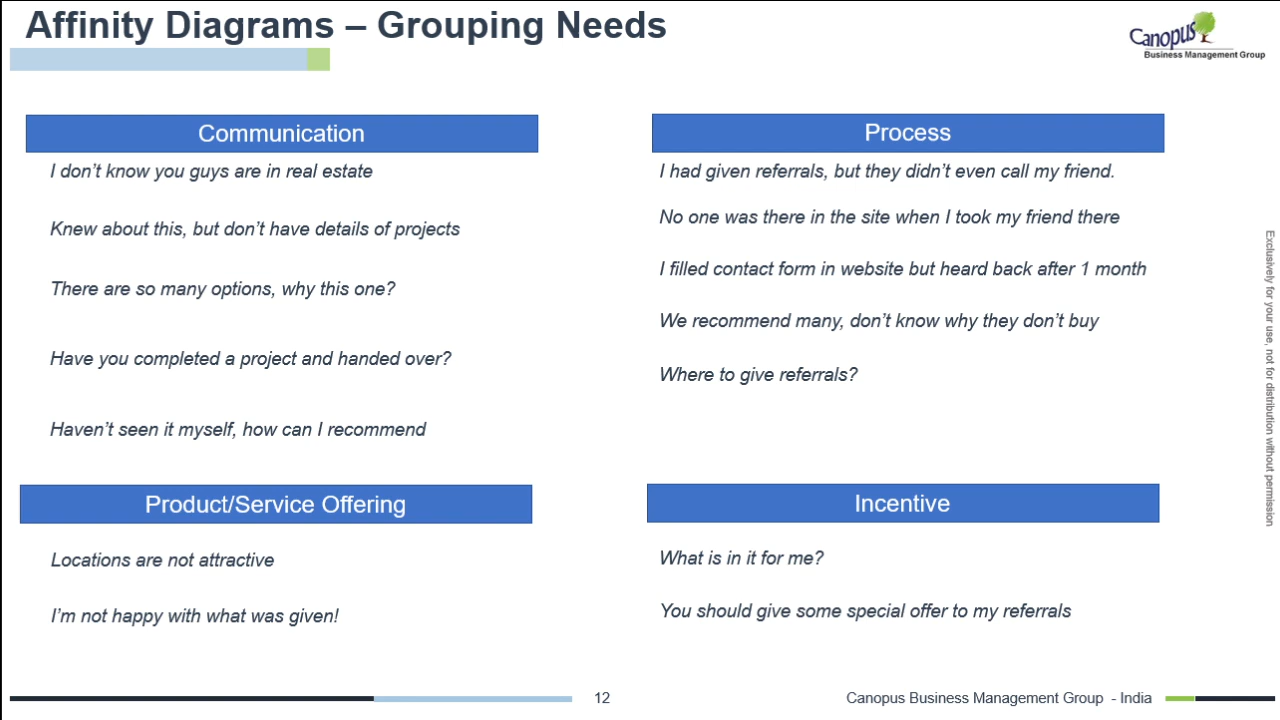 Affinity Diagrams – Grouping Needs
Canopus
Business Management Group
Communication
I don’t know you guys are in real estate
Knew about this, but don’t have details of projects
There are so many options, why this one?
Have you completed a project and handed over?
Haven’t seen it myself, how can I recommend
Process
I had given referrals, but they didn’t even call my friend.
No one was there in the site when I took my friend there
I filled contact form in website but heard back after 1 month
We recommend many, don’t know why they don’t buy
Where to give referrals?
Product/Service Offering
Locations are not attractive
I’m not happy with what was given!
Incentive
What is in it for me?
You should give some special offer to my referrals
Exclusively for your use, not for distribution without permission
12
Canopus Business Management Group - India